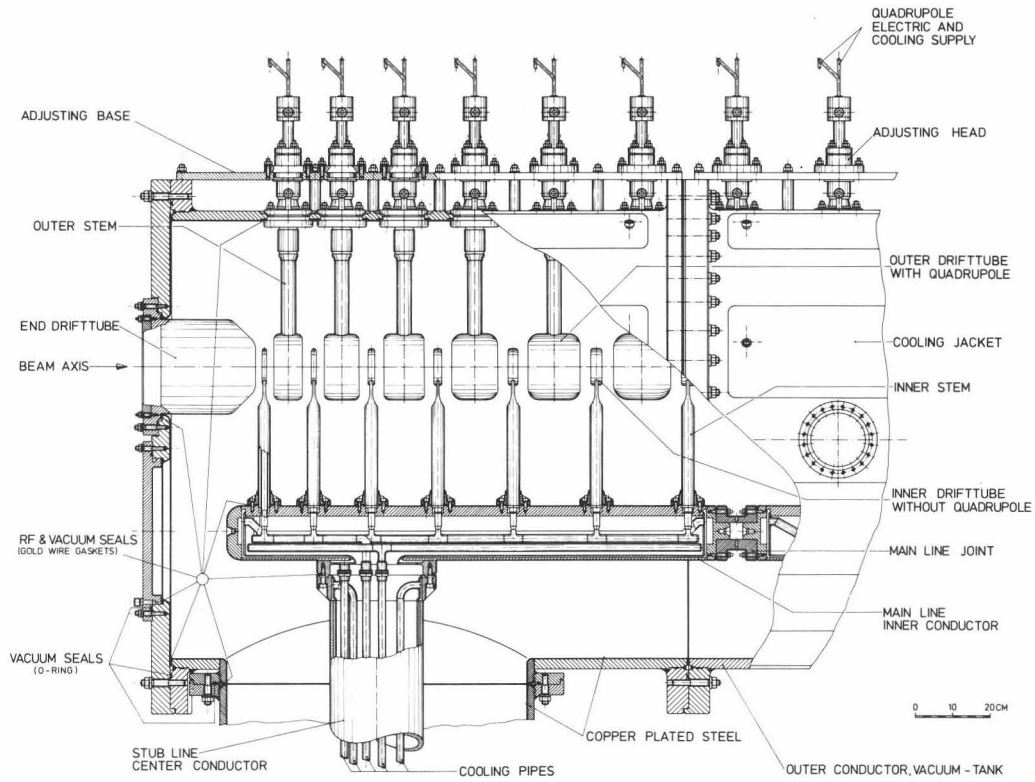 QUADRUPOLE
ELECTRIC AND
COOLING SUPPLY
ADJUSTING BASE
ADJUSTING HEAD
OUTER STEM
OUTER DRIFTTUBE
WITH QUADRUPOLE
END DRIFTTUBE
COOLING JACKET
BEAM AXIS
INNER STEM
INNER DRIFTTUBE
WITHOUT QUADRUPOLE
RF & VACUUM SEALS
(GOLD WIRE GASKETS)
MAIN LINE JOINT
MAIN LINE
INNER CONDUCTOR
VACUUM SEALS
(O-RING)
0 10 20CM
COPPER PLATED STEEL
STUB LINE
CENTER CONDUCTOR
COOLING PIPES
OUTER CONDUCTOR, VACUUM-TANK